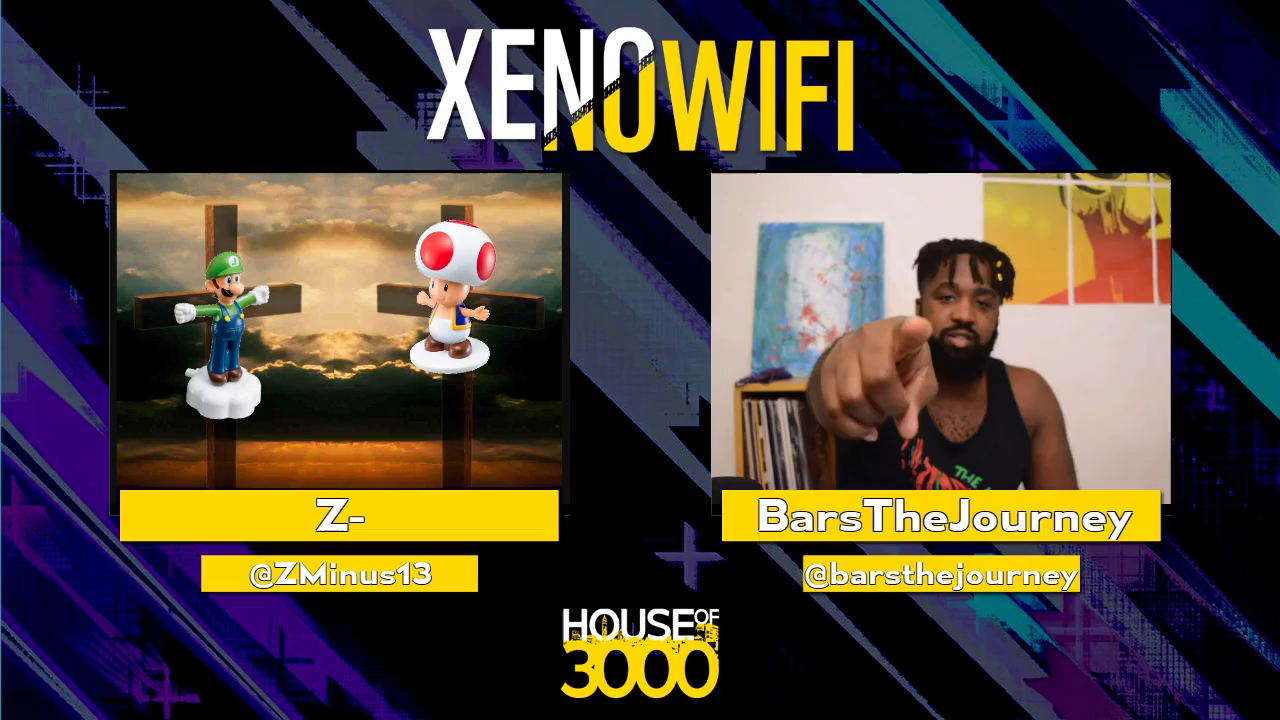 XENOWIFI
Z-
@ZMinus13
BarsTheJourney
@barsthejourney
HOUSE OF
3000